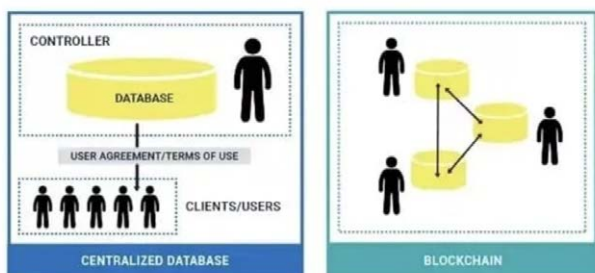 CONTROLLER
DATABASE
USER AGREEMENT/TERMS OF USE
CLIENTS/USERS
CENTRALIZED DATABASE
BLOCKCHAIN